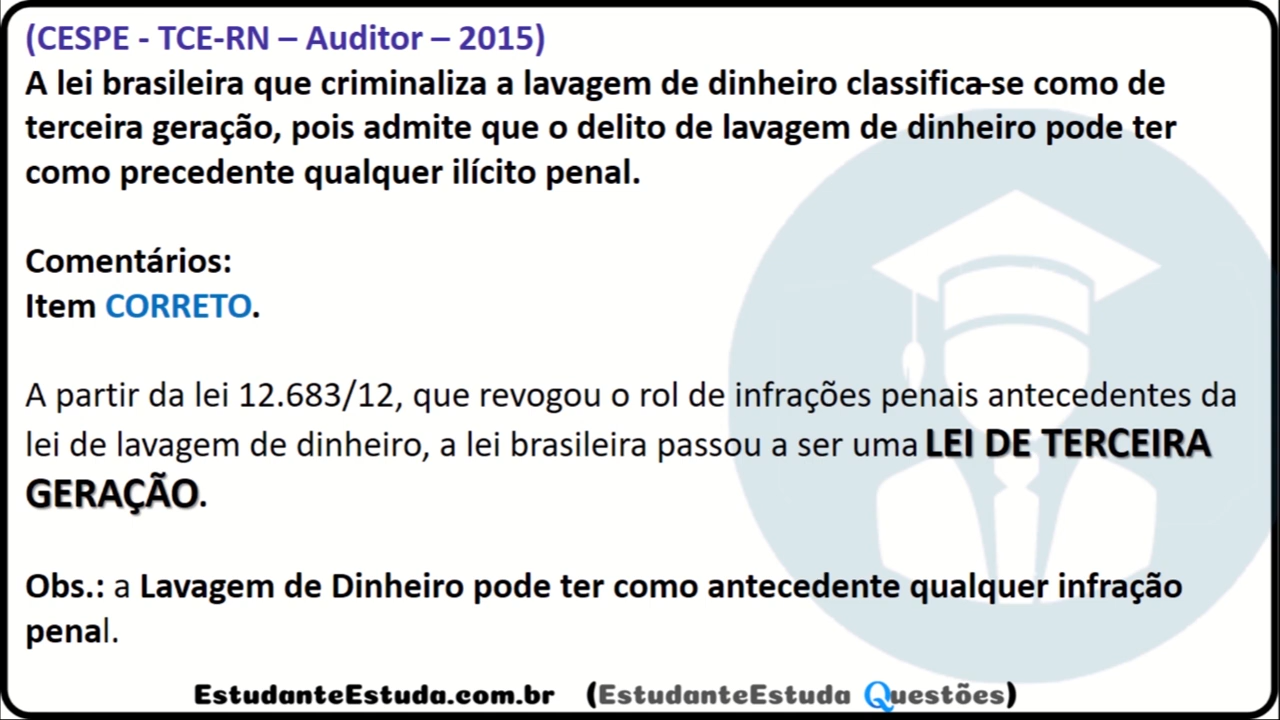 (CESPE - TCE-RN – Auditor – 2015)
A lei brasileira que criminaliza a lavagem de dinheiro classifica-se como de
terceira geração, pois admite que o delito de lavagem de dinheiro pode ter
como precedente qualquer ilícito penal.
Comentários:
Item CORRETO.
A partir da lei 12.683/12, que revogou o rol de infrações penais antecedentes da
lei de lavagem de dinheiro, a lei brasileira passou a ser uma LEI DE TERCEIRA
GERAÇÃO.
Obs.: a Lavagem de Dinheiro pode ter como antecedente qualquer infração
penal.
EstudanteEstuda.com.br (EstudanteEstuda Questões)